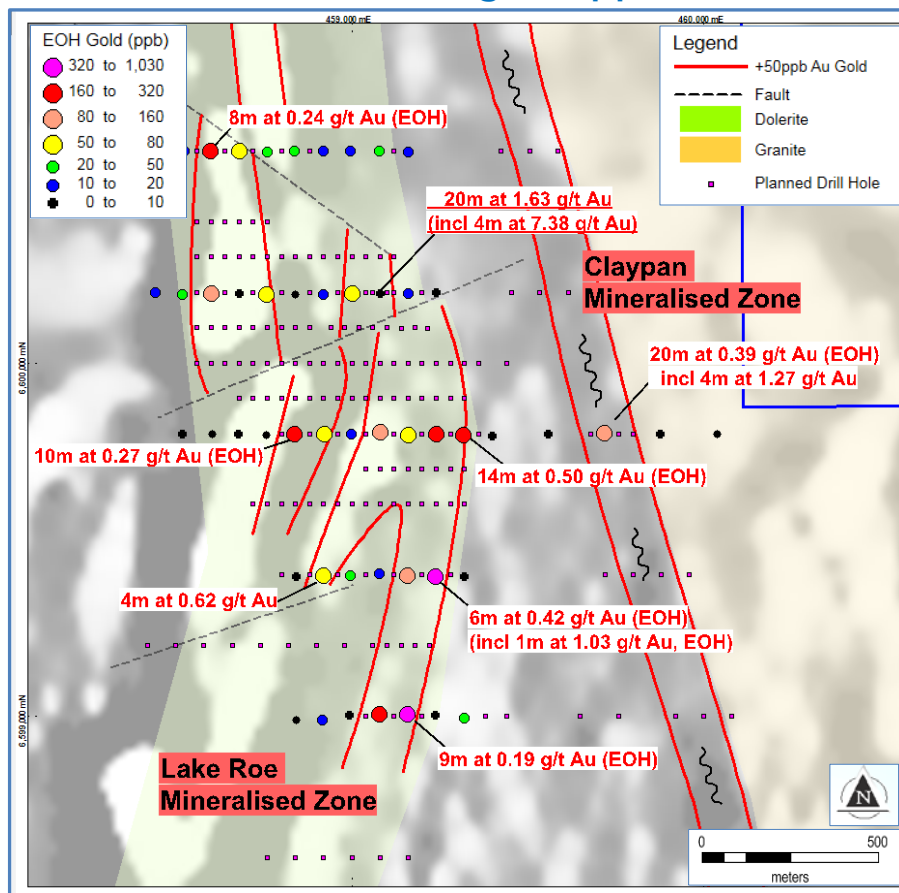 459,000 mE
460,000 mE
EOH Gold (ppb)
320 to 1,030
160 to 320
80 to 160
50 to 80
20 to 50
10 to 20
0 to 10
Legend
+50ppb Au Gold
Fault
Dolerite
Granite
Planned Drill Hole
8m at 0.24 g/t Au (EOH)
20m at 1.63 g/t Au
(incl 4m at 7.38 g/t Au)
Claypan
Mineralised Zone
6,600,000 mN
20m at 0.39 g/t Au (EOH)
incl 4m at 1.27 g/t Au
10m at 0.27 g/t Au (EOH)
14m at 0.50 g/t Au (EOH)
4m at 0.62 g/t Au
6m at 0.42 g/t Au (EOH)
(incl 1m at 1.03 g/t Au, EOH)
6,599,000 mN
9m at 0.19 g/t Au (EOH)
Lake Roe
Mineralised Zone
N
0 500
meters